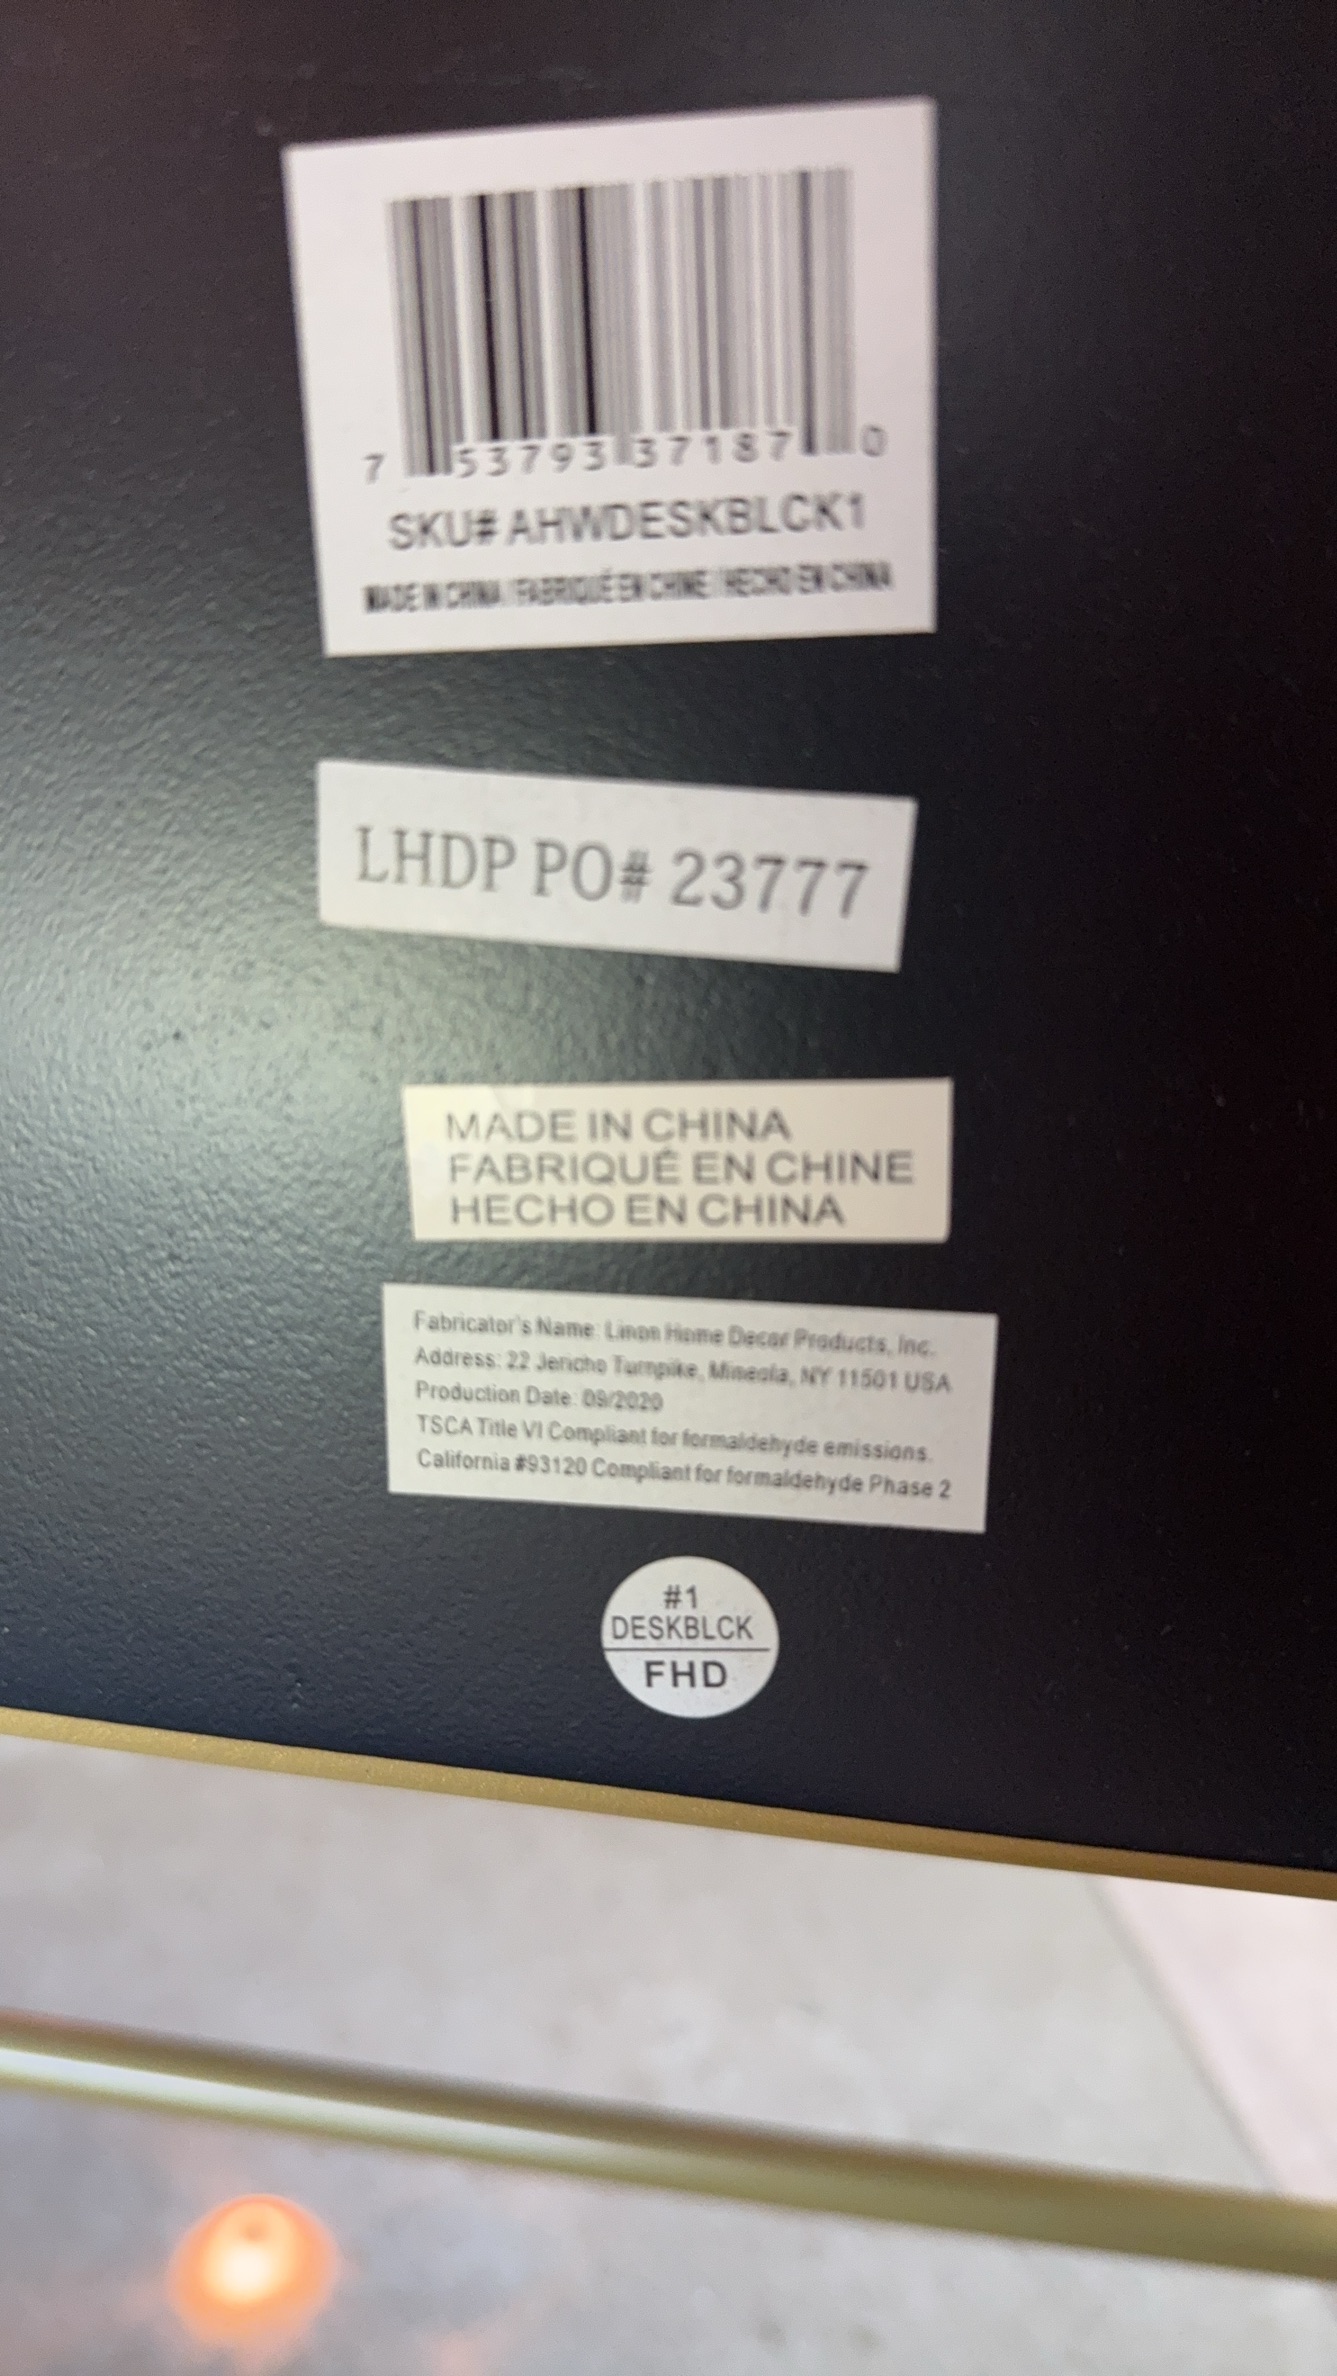 7 53793 37187 0
SKU# AHWDESKBLCK1
MADE IN CHINA / FABRIQUÉ EN CHINE / HECHO EN CHINA
LHDP PO# 23777
MADE IN CHINA
FABRIQUÉ EN CHINE
HECHO EN CHINA
Fabricator's Name: Linon Home Decor Products, Inc.
Address: 22 Jericho Turnpike, Mineola, NY 11501 USA
Production Date: 09/2020
TSCA Title VI Compliant for formaldehyde emissions.
California #93120 Compliant for formaldehyde Phase 2
#1
DESKBLCK
FHD